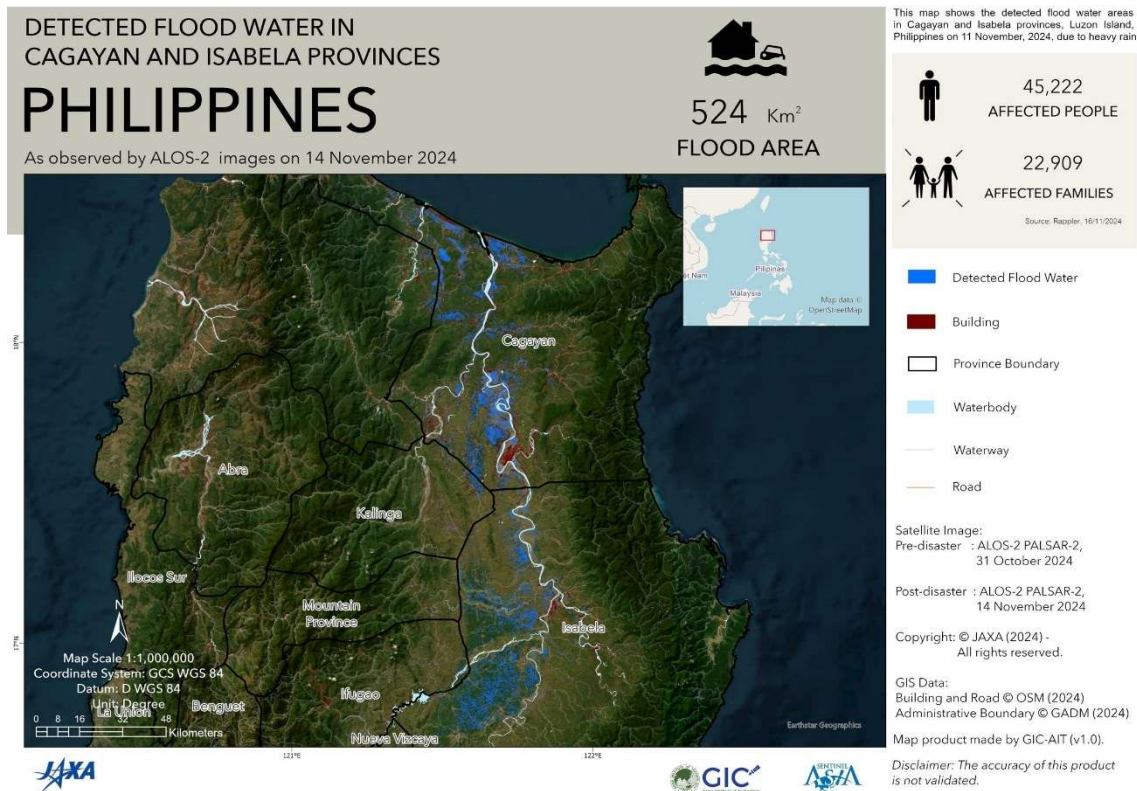 DETECTED FLOOD WATER IN
CAGAYAN AND ISABELA PROVINCES
PHILIPPINES
As observed by ALOS-2 images on 14 November 2024
524 Km²
FLOOD AREA
This map shows the detected flood water areas
in Cagayan and Isabela provinces, Luzon Island,
Philippines on 11 November, 2024, due to heavy rain
45,222
AFFECTED PEOPLE
22,909
AFFECTED FAMILIES
Source: Rappler, 16/11/2024
Detected Flood Water
Building
Province Boundary
Waterbody
Waterway
Road
Satellite Image:
Pre-disaster : ALOS-2 PALSAR-2,
31 October 2024
Post-disaster : ALOS-2 PALSAR-2,
14 November 2024
Copyright: © JAXA (2024) -
All rights reserved.
GIS Data:
Building and Road © OSM (2024)
Administrative Boundary © GADM (2024)
Map product made by GIC-AIT (v1.0).
Disclaimer: The accuracy of this product
is not validated.
Pilipinas
Malaysia
Map data ©
OpenStreetMap
18°N
Cagayan
Abra
Kalinga
Ilocos Sur
Mountain
Province
Isabela
17°N
N
Map Scale 1:1,000,000
Coordinate System: GCS WGS 84
Datum: D WGS 84
Unit: Degree
La Union
Benguet
Ifugao
Nueva Vizcaya
0 8 16 32 48
Kilometers
Earthstar Geographics
121°E
122°E
JAXA
GIC
SENTINEL
ASIA